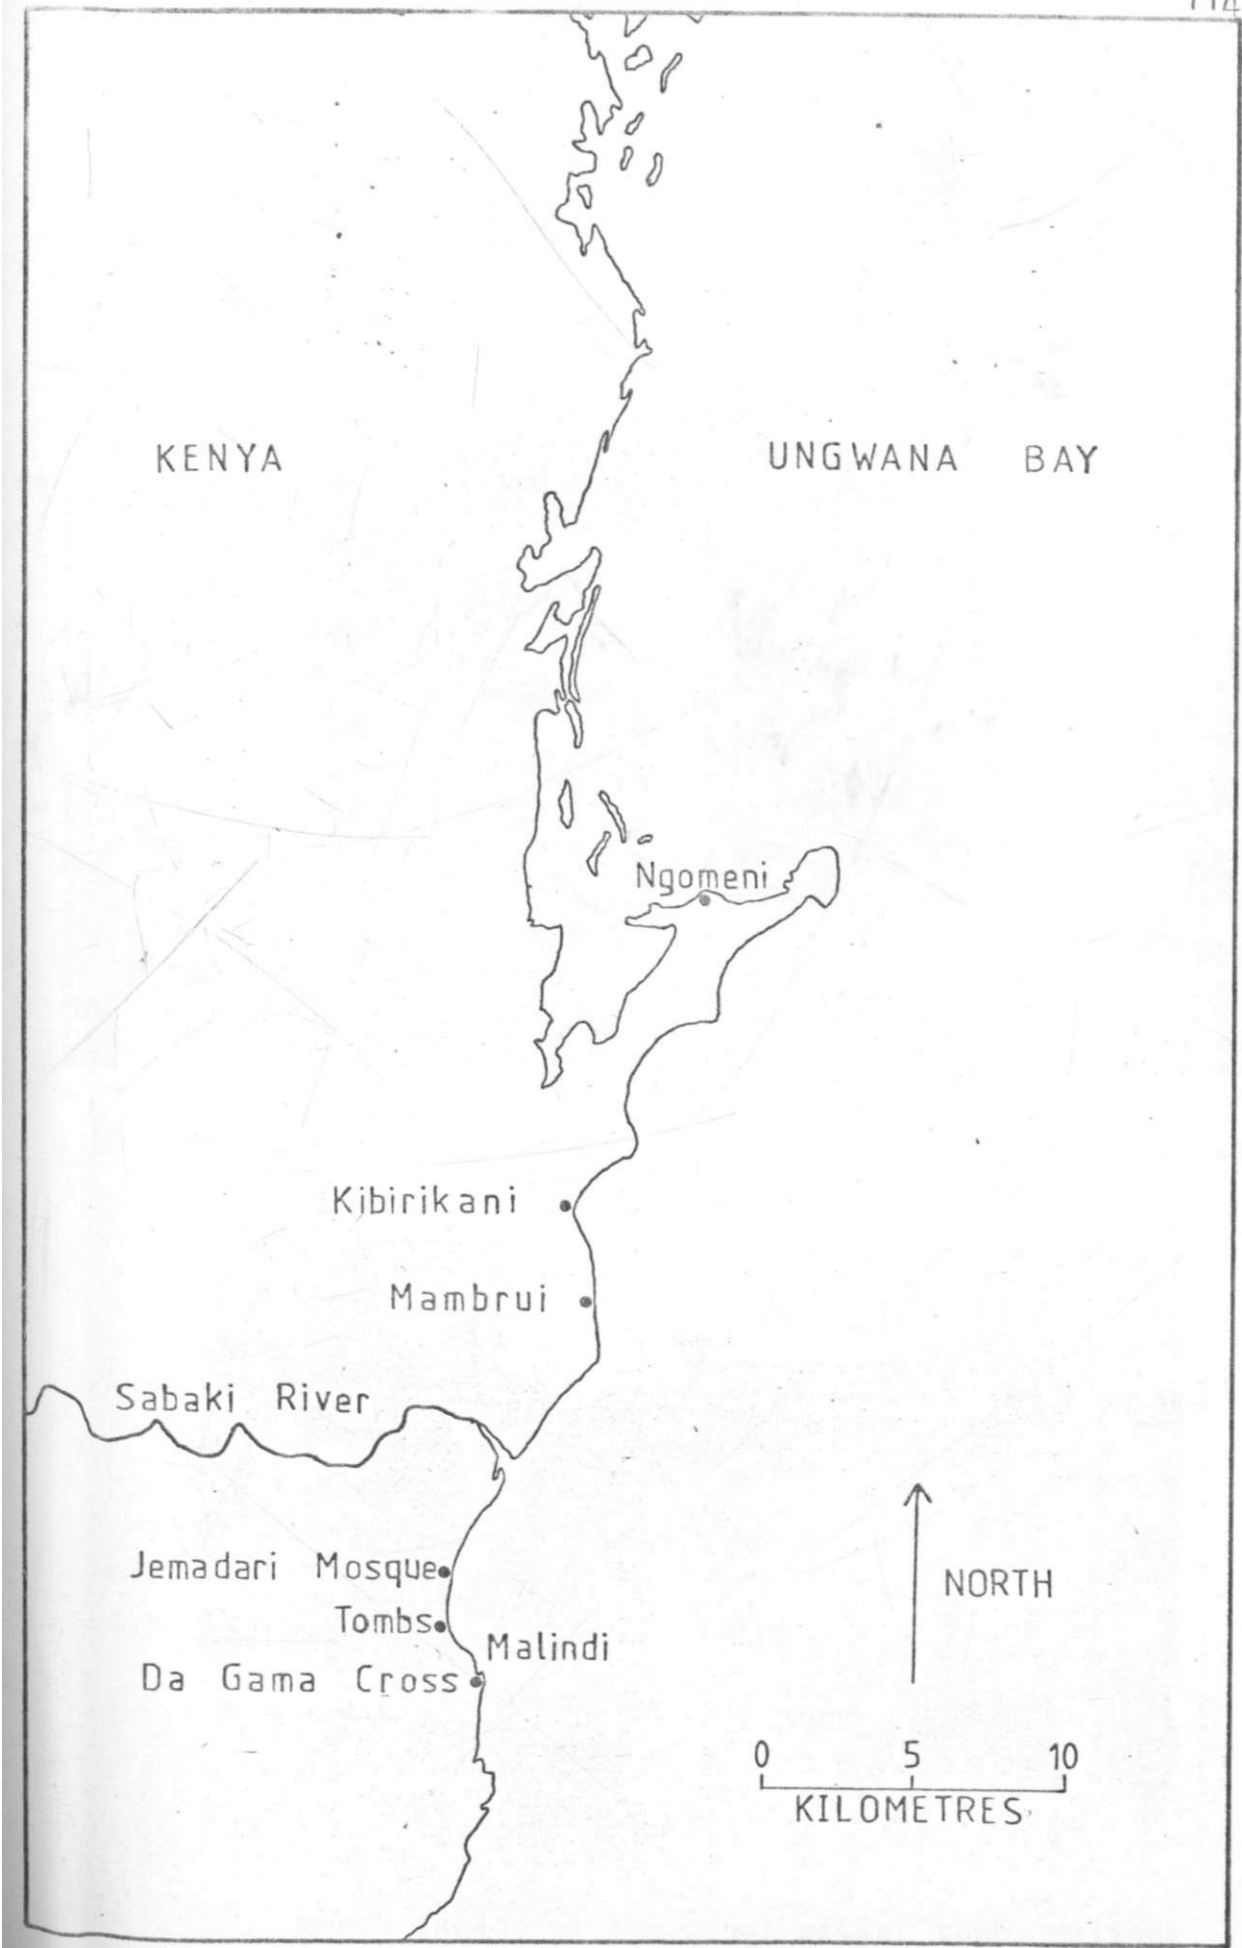 114
KENYA
UNGWANA BAY
Ngomeni
Kibirikani
Mambrui
Sabaki River
Jemadari Mosque
Tombs
Malindi
Da Gama Cross
NORTH
0 5 10
KILOMETRES